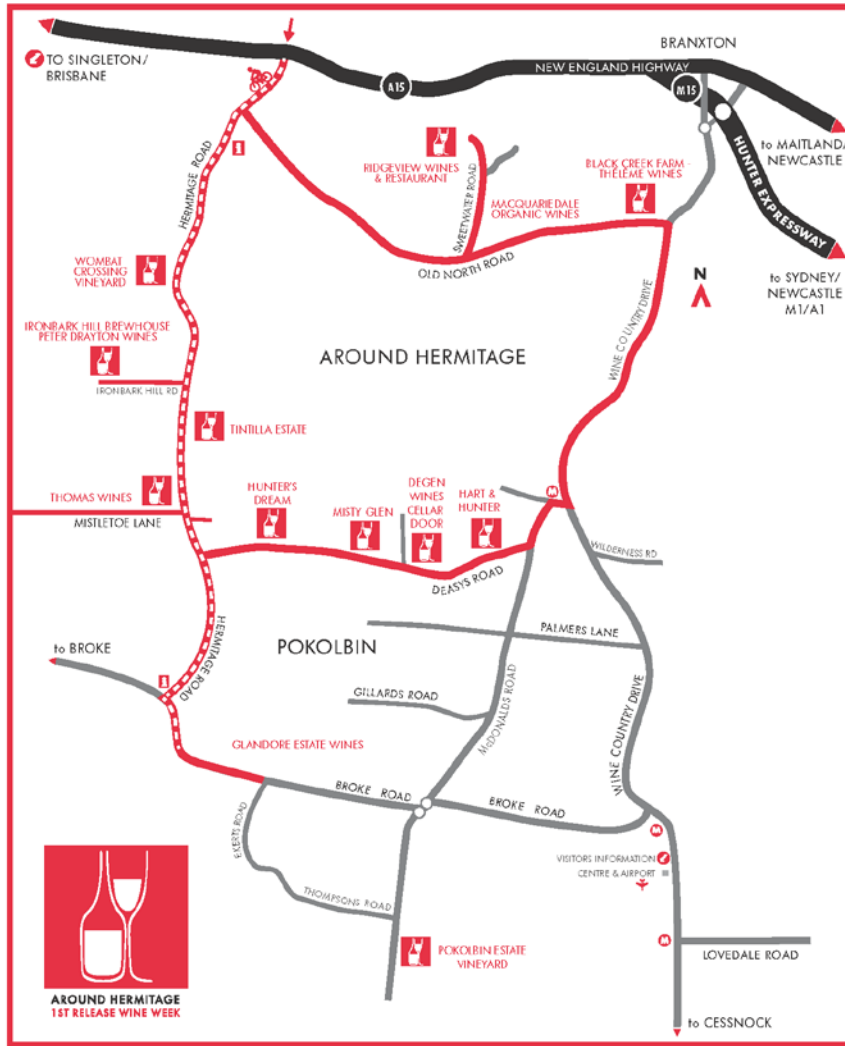 BRANXTON
TO SINGLETON/
BRISBANE
NEW ENGLAND HIGHWAY
A15
M15
to MAITLAND/
NEWCASTLE
HUNTER EXPRESSWAY
to SYDNEY/
NEWCASTLE
M1/A1
N
HERMITAGE ROAD
RIDGEVIEW WINES
& RESTAURANT
SWEETWATER ROAD
MACQUARIEDALE
ORGANIC WINES
BLACK CREEK FARM -
THÉLÈME WINES
OLD NORTH ROAD
WINE COUNTRY DRIVE
WOMBAT
CROSSING
VINEYARD
IRONBARK HILL BREWHOUSE
PETER DRAYTON WINES
IRONBARK HILL RD
AROUND HERMITAGE
TINTILLA ESTATE
THOMAS WINES
MISTLETOE LANE
HUNTER'S
DREAM
MISTY GLEN
DEGEN
WINES
CELLAR
DOOR
HART &
HUNTER
M
DEASYS ROAD
WILDERNESS RD
HERMITAGE ROAD
to BROKE
POKOLBIN
PALMERS LANE
GILLARDS ROAD
McDONALDS ROAD
WINE COUNTRY DRIVE
GLANDORE ESTATE WINES
BROKE ROAD
BROKE ROAD
EKERTS ROAD
THOMPSONS ROAD
M
VISITORS INFORMATION
CENTRE & AIRPORT
POKOLBIN ESTATE
VINEYARD
M
LOVEDALE ROAD
to CESSNOCK
AROUND HERMITAGE
1ST RELEASE WINE WEEK